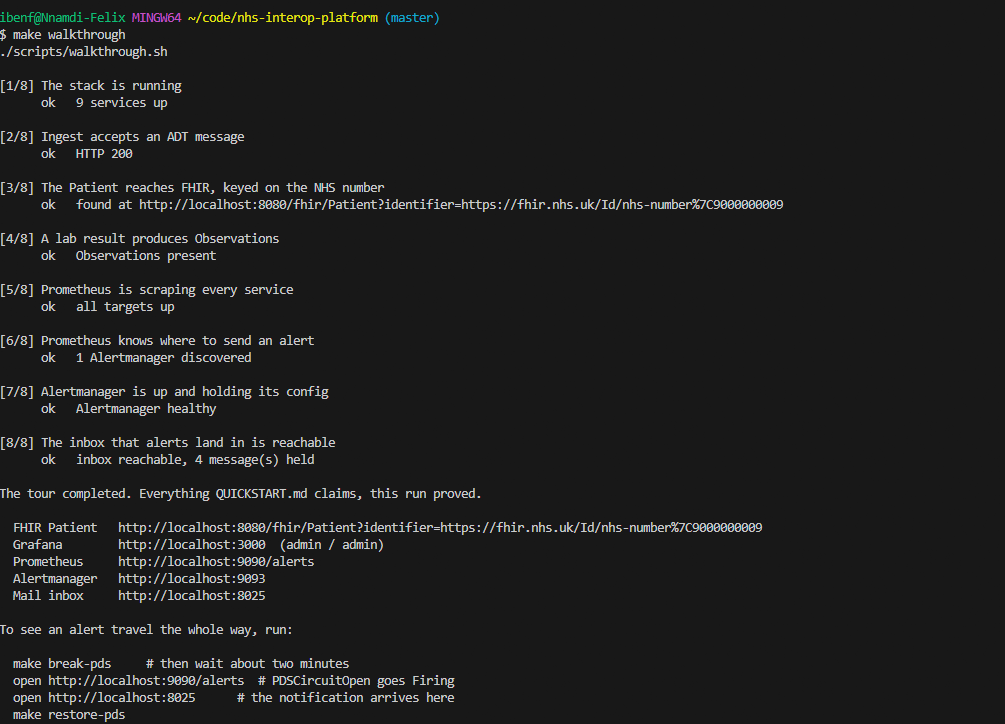 ibenf@Nnamdi-Felix MINGW64 ~/code/nhs-interop-platform (master)
$ make walkthrough
./scripts/walkthrough.sh
[1/8] The stack is running
ok 9 services up
[2/8] Ingest accepts an ADT message
ok HTTP 200
[3/8] The Patient reaches FHIR, keyed on the NHS number
ok found at http://localhost:8080/fhir/Patient?identifier=https://fhir.nhs.uk/Id/nhs-number%7C9000000009
[4/8] A lab result produces Observations
ok Observations present
[5/8] Prometheus is scraping every service
ok all targets up
[6/8] Prometheus knows where to send an alert
ok 1 Alertmanager discovered
[7/8] Alertmanager is up and holding its config
ok Alertmanager healthy
[8/8] The inbox that alerts land in is reachable
ok inbox reachable, 4 message(s) held
The tour completed. Everything QUICKSTART.md claims, this run proved.
FHIR Patient http://localhost:8080/fhir/Patient?identifier=https://fhir.nhs.uk/Id/nhs-number%7C9000000009
Grafana http://localhost:3000 (admin / admin)
Prometheus http://localhost:9090/alerts
Alertmanager http://localhost:9093
Mail inbox http://localhost:8025
To see an alert travel the whole way, run:
make break-pds # then wait about two minutes
open http://localhost:9090/alerts # PDSCircuitOpen goes Firing
open http://localhost:8025 # the notification arrives here
make restore-pds